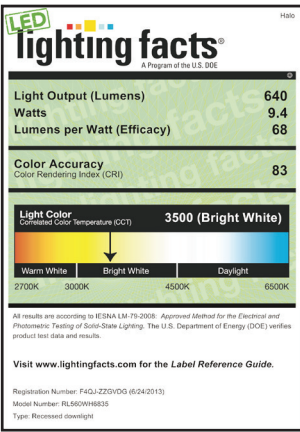 Halo
LED
lighting facts®
A Program of the U.S. DOE
Light Output (Lumens) 640
Watts 9.4
Lumens per Watt (Efficacy) 68
Color Accuracy
Color Rendering Index (CRI) 83
Light Color
Correlated Color Temperature (CCT) 3500 (Bright White)
Warm White Bright White Daylight
2700K 3000K 4500K 6500K
All results are according to IESNA LM-79-2008: Approved Method for the Electrical and
Photometric Testing of Solid-State Lighting. The U.S. Department of Energy (DOE) verifies
product test data and results.
Visit www.lightingfacts.com for the Label Reference Guide.
Registration Number: F4QJ-ZZGVDG (6/24/2013)
Model Number: RL560WH6835
Type: Recessed downlight